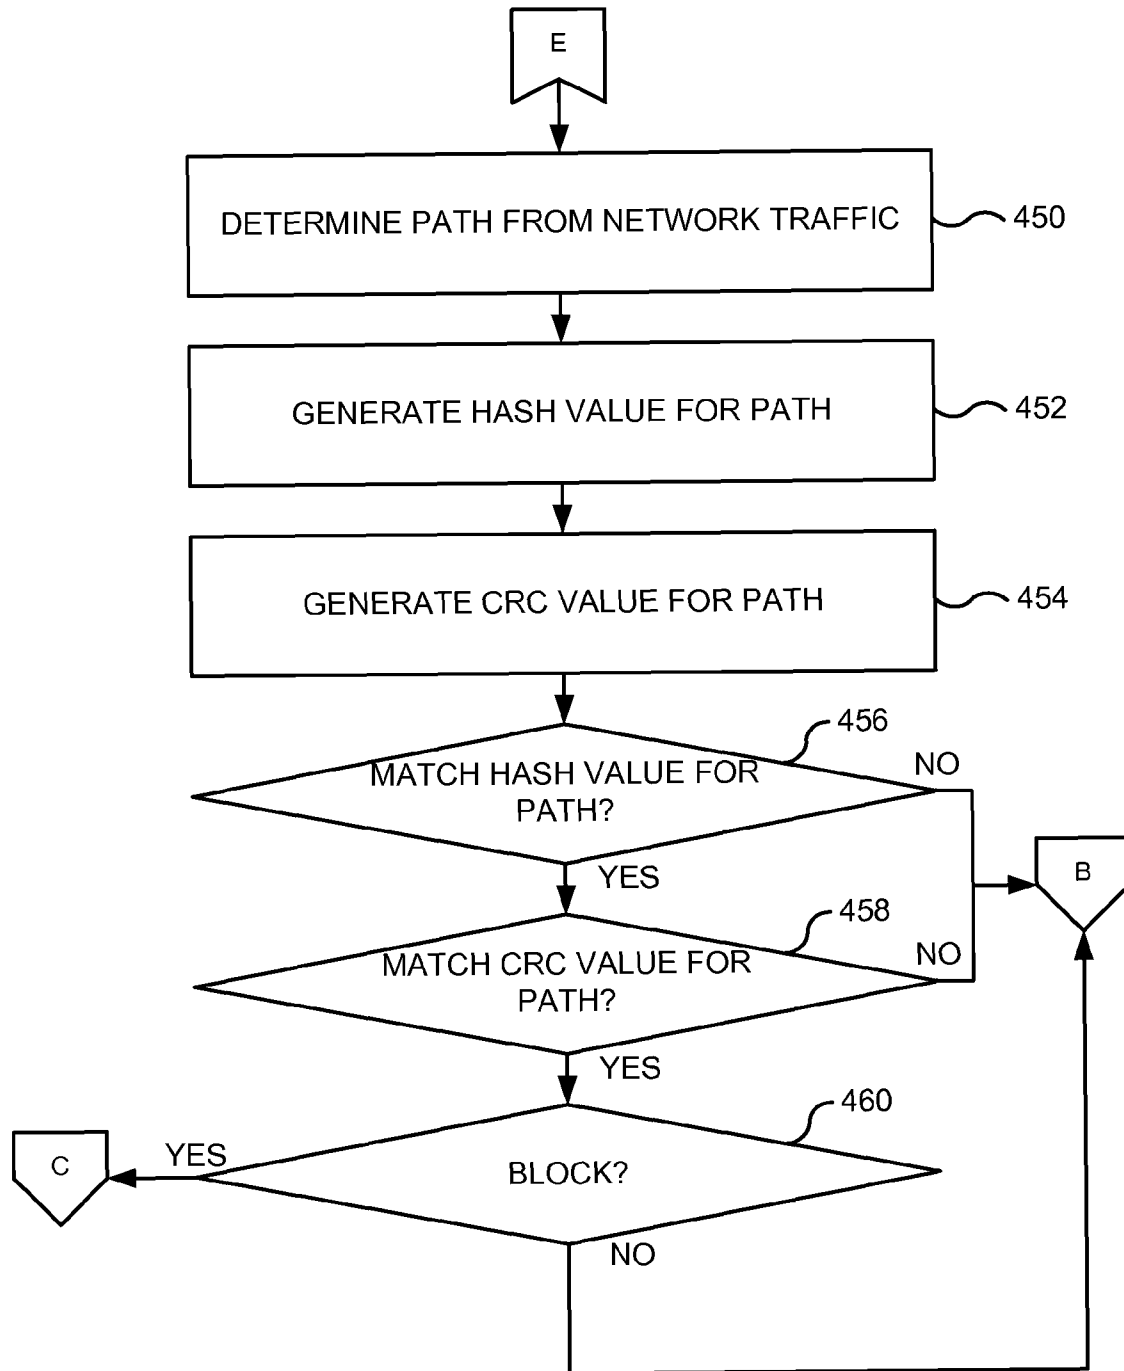 E
DETERMINE PATH FROM NETWORK TRAFFIC
450
GENERATE HASH VALUE FOR PATH
452
GENERATE CRC VALUE FOR PATH
454
456
MATCH HASH VALUE FOR
PATH?
NO
YES
B
458
MATCH CRC VALUE FOR
PATH?
NO
YES
460
BLOCK?
YES
C
NO